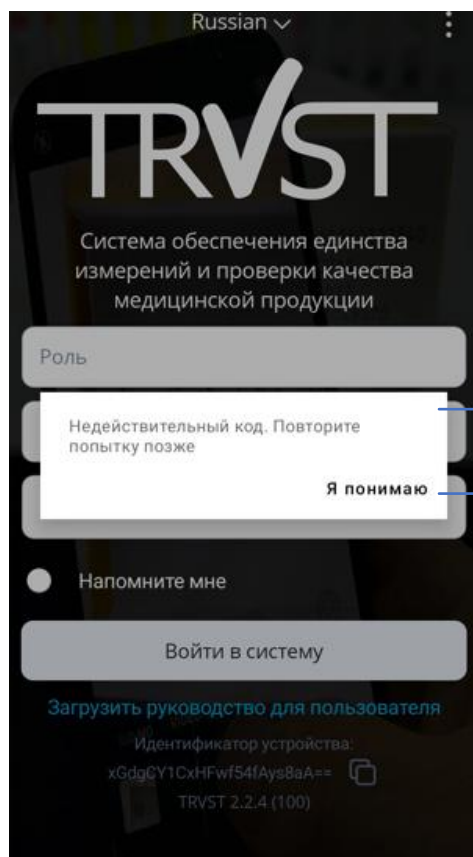 Russian
TRVST
Система обеспечения единства
измерений и проверки качества
медицинской продукции
Роль
Недействительный код. Повторите
попытку позже
Я понимаю
Напомните мне
Войти в систему
Загрузить руководство для пользователя
Идентификатор устройства:
xGdgCY1CxHFwf54fAys8aA==
TRVST 2.2.4 (100)